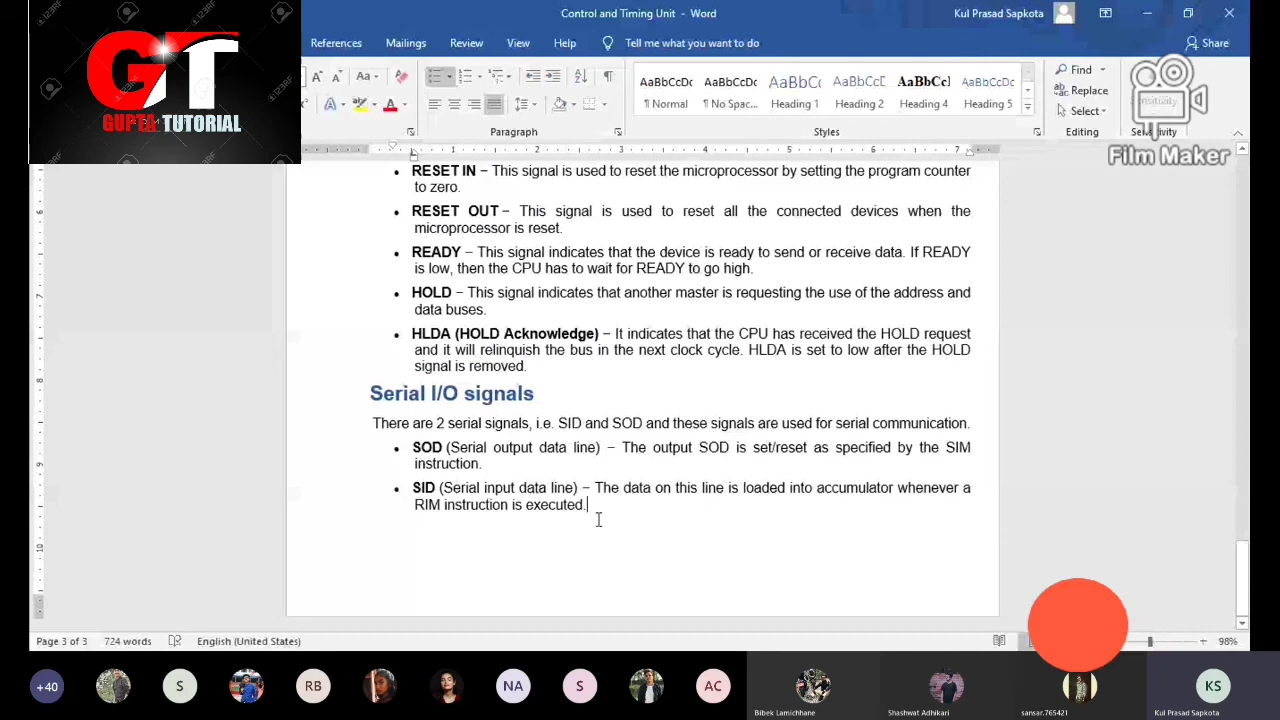 Control and Timing Unit - Word
Kul Prasad Sapkota
GT
GUPTA TUTORIAL
References Mailings Review View Help Tell me what you want to do
Share
AaBbCcDc AaBbCcDc AaBbC AaBbCcD AaBbCcI AaBbCcDc
¶ Normal ¶ No Spac... Heading 1 Heading 2 Heading 4 Heading 5
Find
Replace
Select
Paragraph Styles Editing Sensitivity
Film Maker
• RESET IN − This signal is used to reset the microprocessor by setting the program counter
to zero.
• RESET OUT − This signal is used to reset all the connected devices when the
microprocessor is reset.
• READY − This signal indicates that the device is ready to send or receive data. If READY
is low, then the CPU has to wait for READY to go high.
• HOLD − This signal indicates that another master is requesting the use of the address and
data buses.
• HLDA (HOLD Acknowledge) − It indicates that the CPU has received the HOLD request
and it will relinquish the bus in the next clock cycle. HLDA is set to low after the HOLD
signal is removed.
Serial I/O signals
There are 2 serial signals, i.e. SID and SOD and these signals are used for serial communication.
• SOD (Serial output data line) − The output SOD is set/reset as specified by the SIM
instruction.
• SID (Serial input data line) − The data on this line is loaded into accumulator whenever a
RIM instruction is executed.
Page 3 of 3 724 words English (United States) 98%
+40 S RB NA S AC KS
Bibek Lamichhane Shashwat Adhikari sansar.765421 Kul Prasad Sapkota